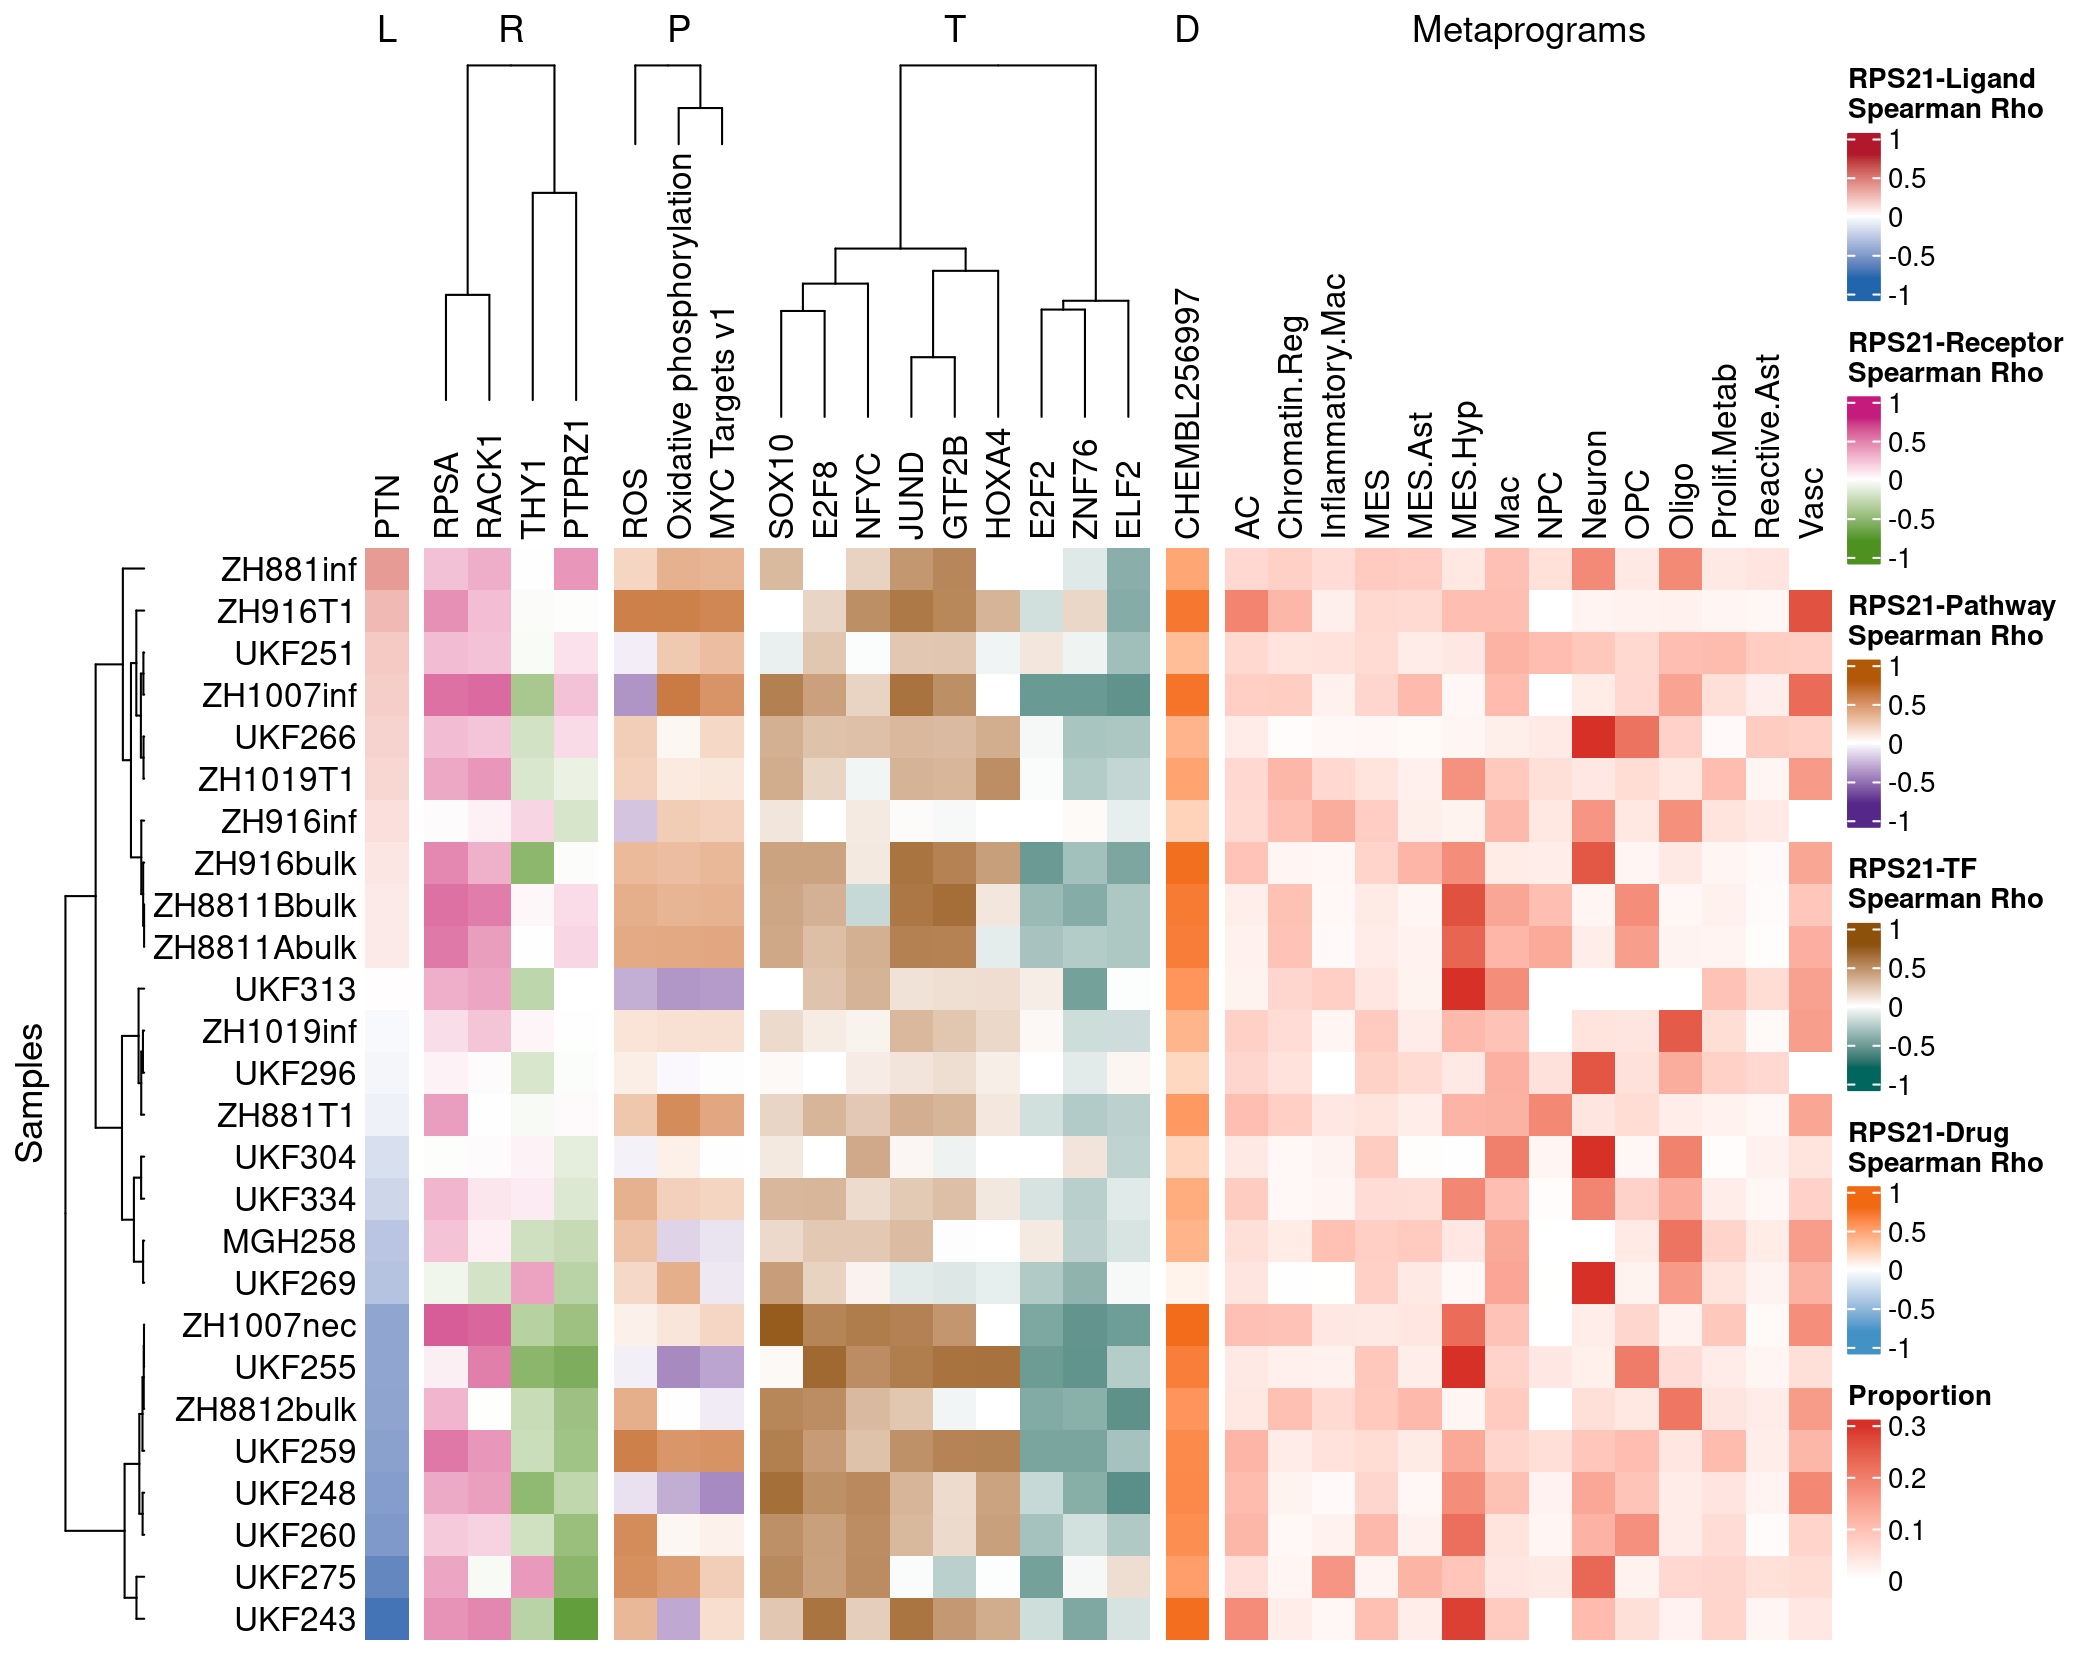 L R P T D Metaprograms
PTN
RPSA
RACK1
THY1
PTPRZ1
ROS
Oxidative phosphorylation
MYC Targets v1
SOX10
E2F8
NFYC
JUND
GTF2B
HOXA4
E2F2
ZNF76
ELF2
CHEMBL256997
AC
Chromatin.Reg
Inflammatory.Mac
MES
MES.Ast
MES.Hyp
Mac
NPC
Neuron
OPC
Oligo
Prolif.Metab
Reactive.Ast
Vasc
Samples
ZH881inf
ZH916T1
UKF251
ZH1007inf
UKF266
ZH1019T1
ZH916inf
ZH916bulk
ZH8811Bbulk
ZH8811Abulk
UKF313
ZH1019inf
UKF296
ZH881T1
UKF304
UKF334
MGH258
UKF269
ZH1007nec
UKF255
ZH8812bulk
UKF259
UKF248
UKF260
UKF275
UKF243
RPS21-Ligand
Spearman Rho
1
0.5
0
-0.5
-1
RPS21-Receptor
Spearman Rho
1
0.5
0
-0.5
-1
RPS21-Pathway
Spearman Rho
1
0.5
0
-0.5
-1
RPS21-TF
Spearman Rho
1
0.5
0
-0.5
-1
RPS21-Drug
Spearman Rho
1
0.5
0
-0.5
-1
Proportion
0.3
0.2
0.1
0